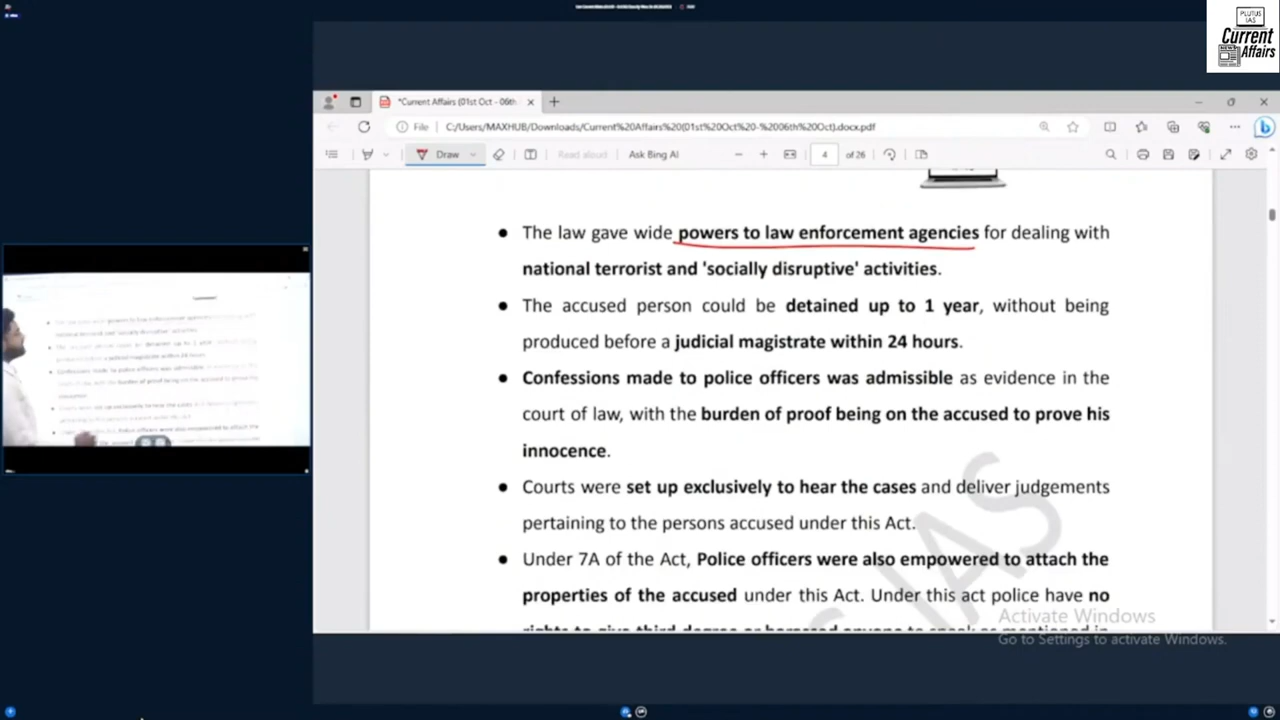 PLUTUS
IAS
Current
NEWS
Affairs
*Current Affairs (01st Oct - 06th
File C:/Users/MAXHUB/Downloads/Current%20Affairs%20(01st%20Oct%20-%2006th%20Oct).docx.pdf
Draw Read aloud Ask Bing AI 4 of 26
● The law gave wide powers to law enforcement agencies for dealing with
national terrorist and 'socially disruptive' activities.
● The accused person could be detained up to 1 year, without being
produced before a judicial magistrate within 24 hours.
● Confessions made to police officers was admissible as evidence in the
court of law, with the burden of proof being on the accused to prove his
innocence.
● Courts were set up exclusively to hear the cases and deliver judgements
pertaining to the persons accused under this Act.
● Under 7A of the Act, Police officers were also empowered to attach the
properties of the accused under this Act. Under this act police have no
IAS
Activate Windows
Go to Settings to activate Windows.